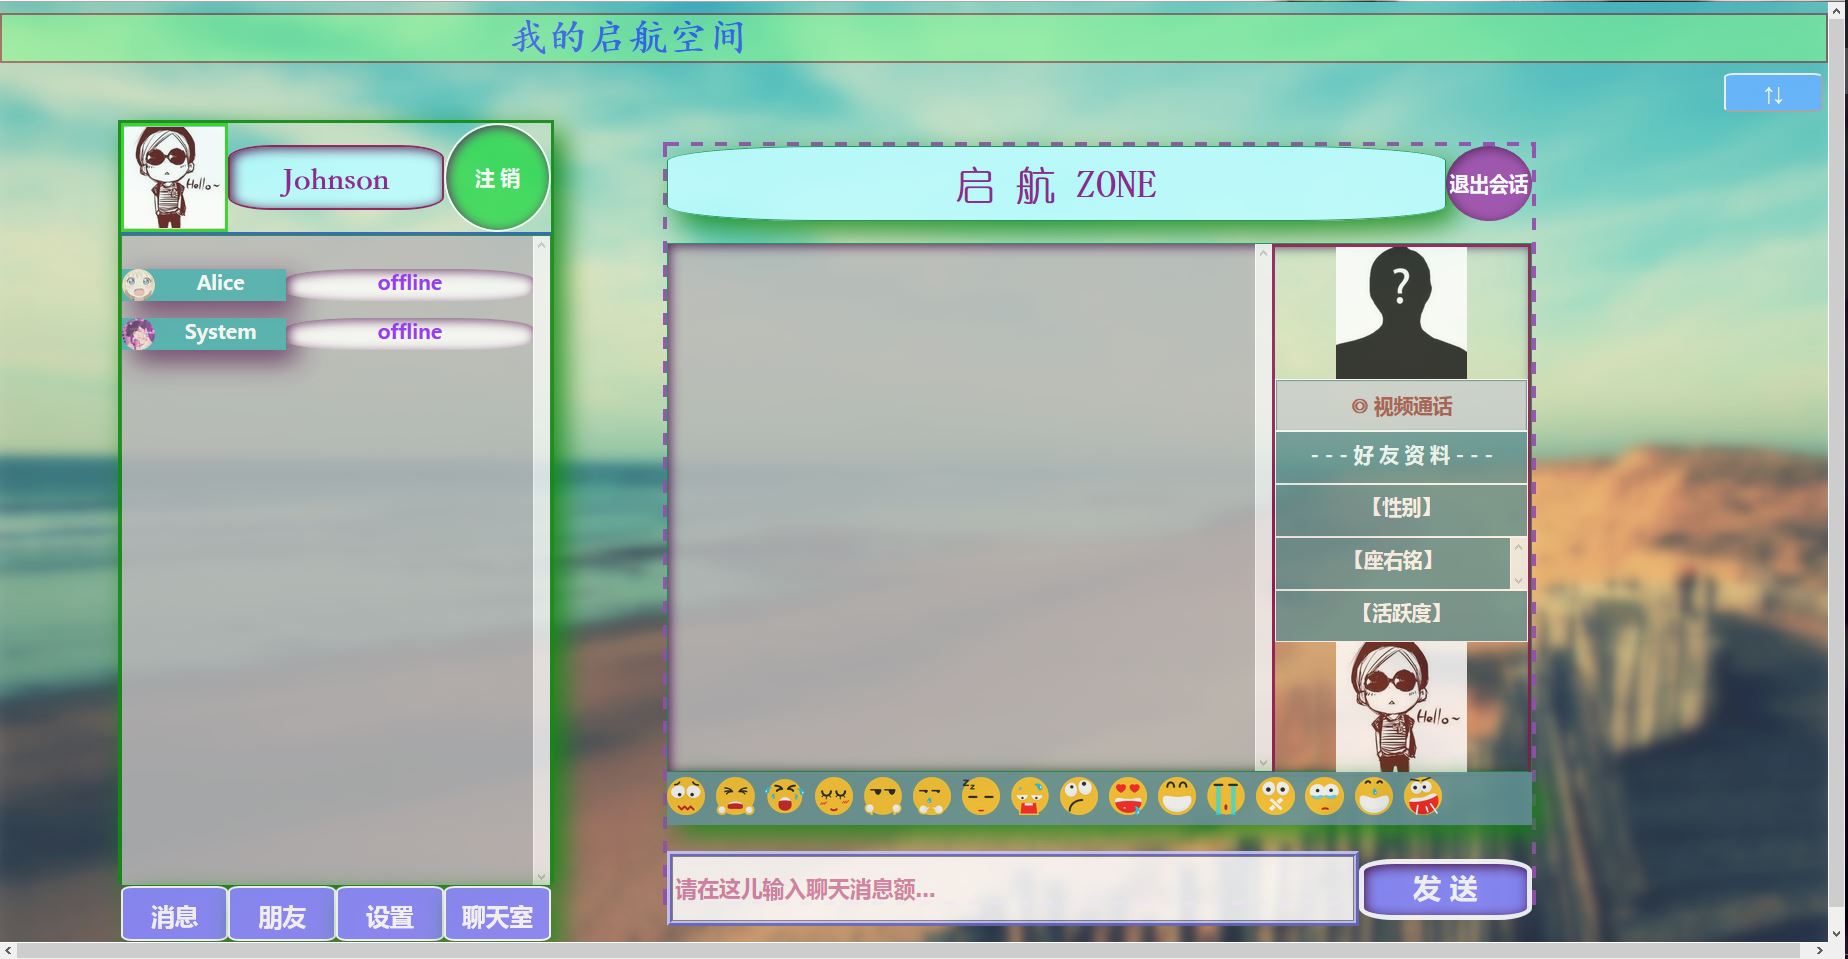 我的启航空间
↑↓
Hello~
Johnson
注 销
Alice
offline
System
offline
消息
朋友
设置
聊天室
启 航 ZONE
退出会话
?
◎ 视频通话
---好友资料---
【性别】
【座右铭】
【活跃度】
Hello~
zz
请在这儿输入聊天消息额...
发 送